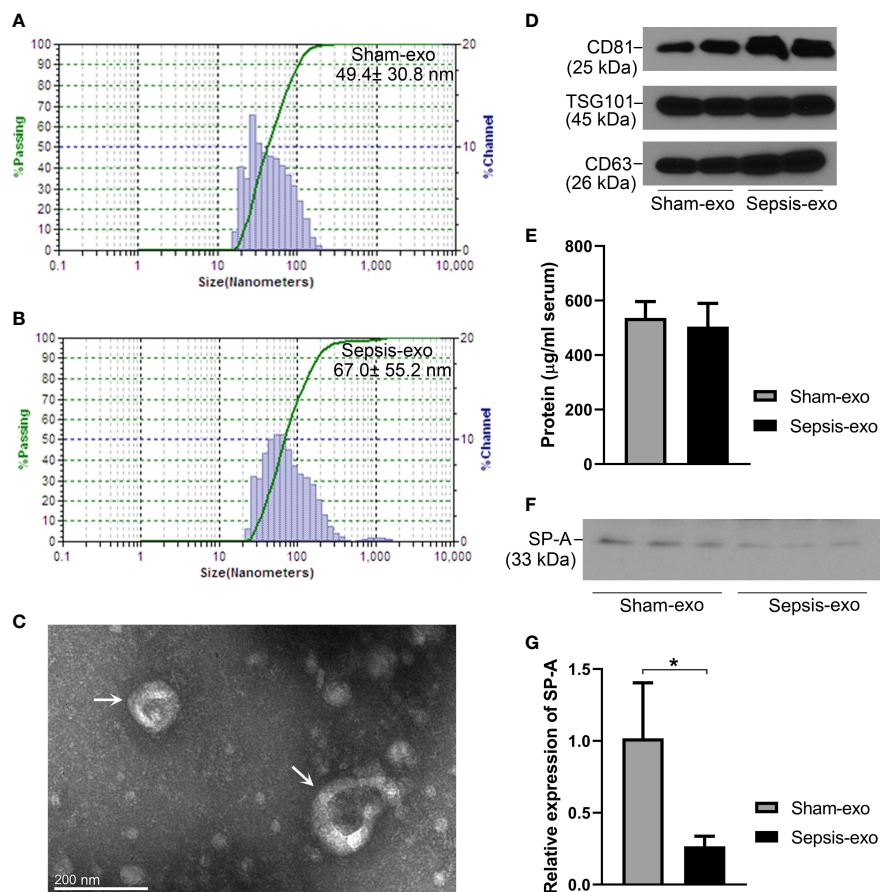 A
Sham-exo
49.4± 30.8 nm
%Passing
100
90
80
70
60
50
40
30
20
10
0
20
10
0
%Channel
0.1
1
10
100
1,000
10,000
Size(Nanometers)
B
Sepsis-exo
67.0± 55.2 nm
%Passing
100
90
80
70
60
50
40
30
20
10
0
20
10
0
%Channel
0.1
1
10
100
1,000
10,000
Size(Nanometers)
C
200 nm
D
CD81
(25 kDa)
TSG101
(45 kDa)
CD63
(26 kDa)
Sham-exo Sepsis-exo
E
Protein (µg/ml serum)
800
600
400
200
0
Sham-exo
Sepsis-exo
F
SP-A
(33 kDa)
Sham-exo Sepsis-exo
G
Relative expression of SP-A
1.5
1.0
0.5
0.0
*
Sham-exo
Sepsis-exo